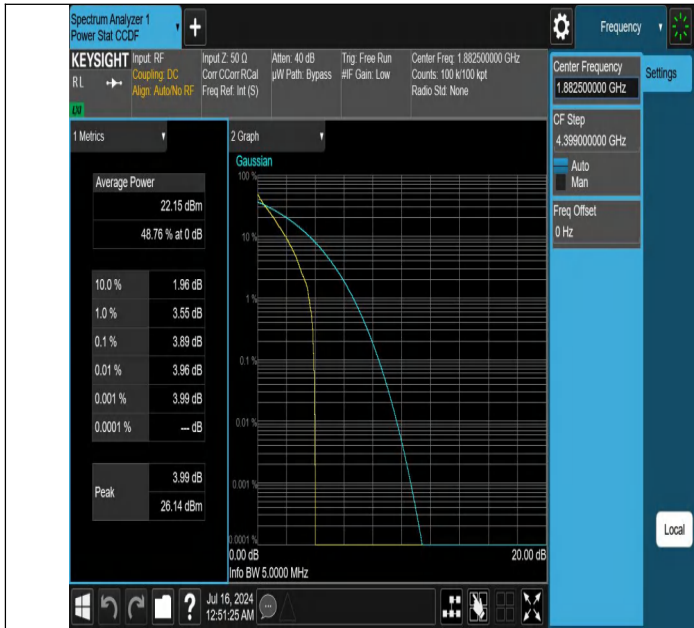 Spectrum Analyzer 1
Power Stat CCDF
+
Frequency
KEYSIGHT
RL
LXI
Input: RF
Coupling: DC
Align: Auto/No RF
Input Z: 50 Ω
Corr CCorr RCal
Freq Ref: Int (S)
Atten: 40 dB
µW Path: Bypass
Trig: Free Run
#IF Gain: Low
Center Freq: 1.882500000 GHz
Counts: 100 k/100 kpt
Radio Std: None
Center Frequency
1.882500000 GHz
Settings
CF Step
4.399000000 GHz
Auto
Man
Freq Offset
0 Hz
1 Metrics
Average Power
22.15 dBm
48.76 % at 0 dB
10.0 % 1.96 dB
1.0 % 3.55 dB
0.1 % 3.89 dB
0.01 % 3.96 dB
0.001 % 3.99 dB
0.0001 % --- dB
Peak
3.99 dB
26.14 dBm
2 Graph
Gaussian
100 %
10 %
1 %
0.1 %
0.01 %
0.001 %
0.0001 %
0.00 dB 20.00 dB
Info BW 5.0000 MHz
Local
?
Jul 16, 2024
12:51:25 AM